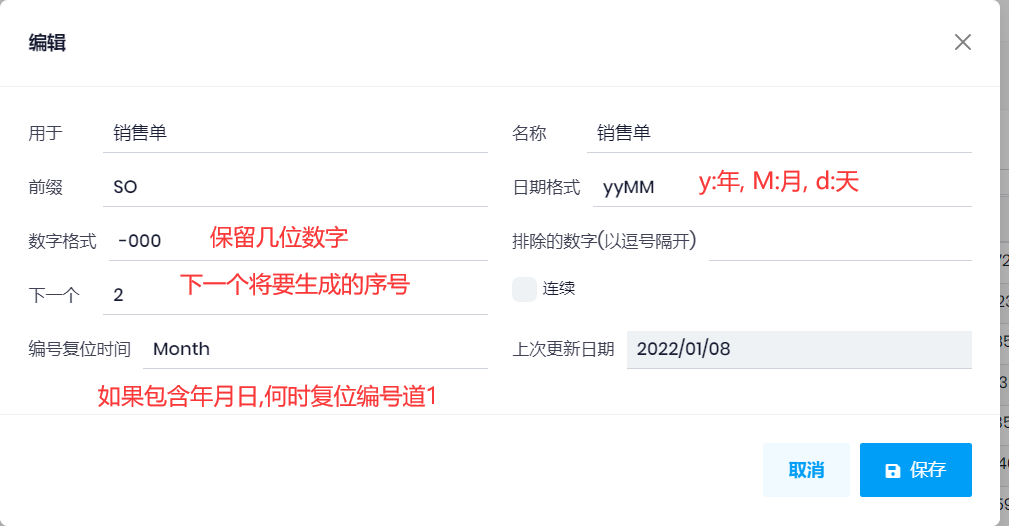 编辑
用于 销售单 名称 销售单
前缀 SO 日期格式 yyMM y:年, M:月, d:天
数字格式 -000 保留几位数字 排除的数字(以逗号隔开)
下一个 2 下一个将要生成的序号 连续
编号复位时间 Month 上次更新日期 2022/01/08
如果包含年月日,何时复位编号道1
取消 保存